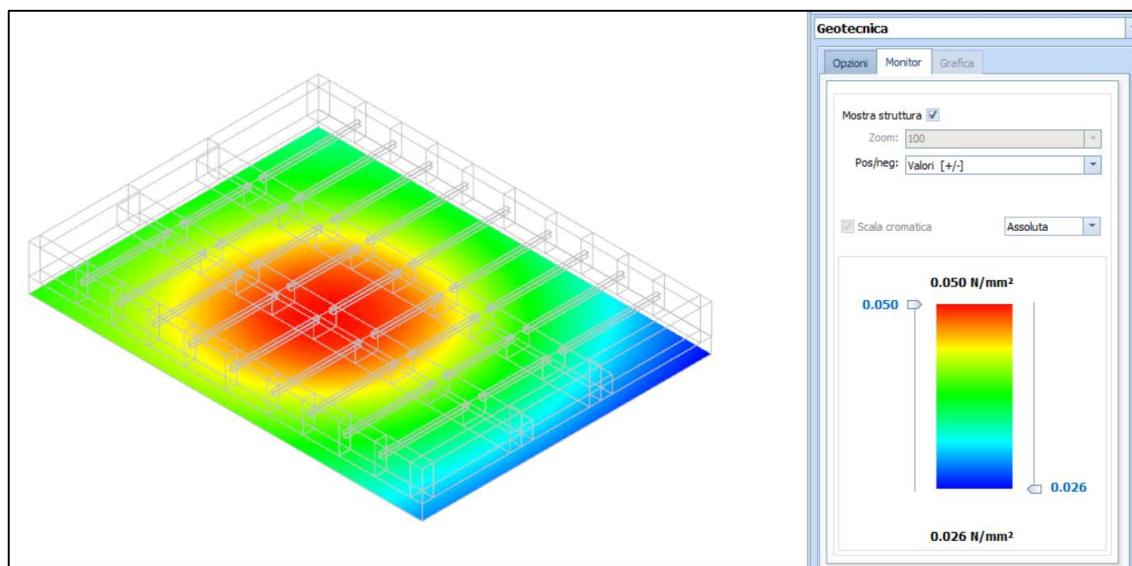 Geotecnica
Opzioni Monitor Grafica
Mostra struttura
Zoom: 100
Pos/neg: Valori [+/-]
Scala cromatica Assoluta
0.050 N/mm²
0.050
0.026
0.026 N/mm²